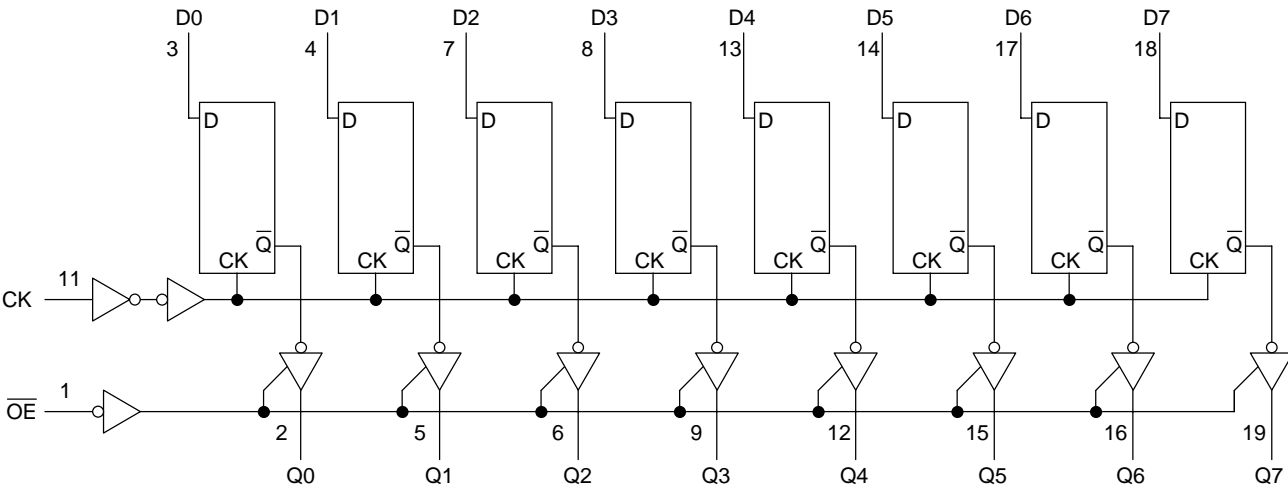 D0 D1 D2 D3 D4 D5 D6 D7
3 4 7 8 13 14 17 18
D D D D D D D D
Q̅ Q̅ Q̅ Q̅ Q̅ Q̅ Q̅ Q̅
CK CK CK CK CK CK CK CK
11
CK
1
O̅E̅
2 5 6 9 12 15 16 19
Q0 Q1 Q2 Q3 Q4 Q5 Q6 Q7